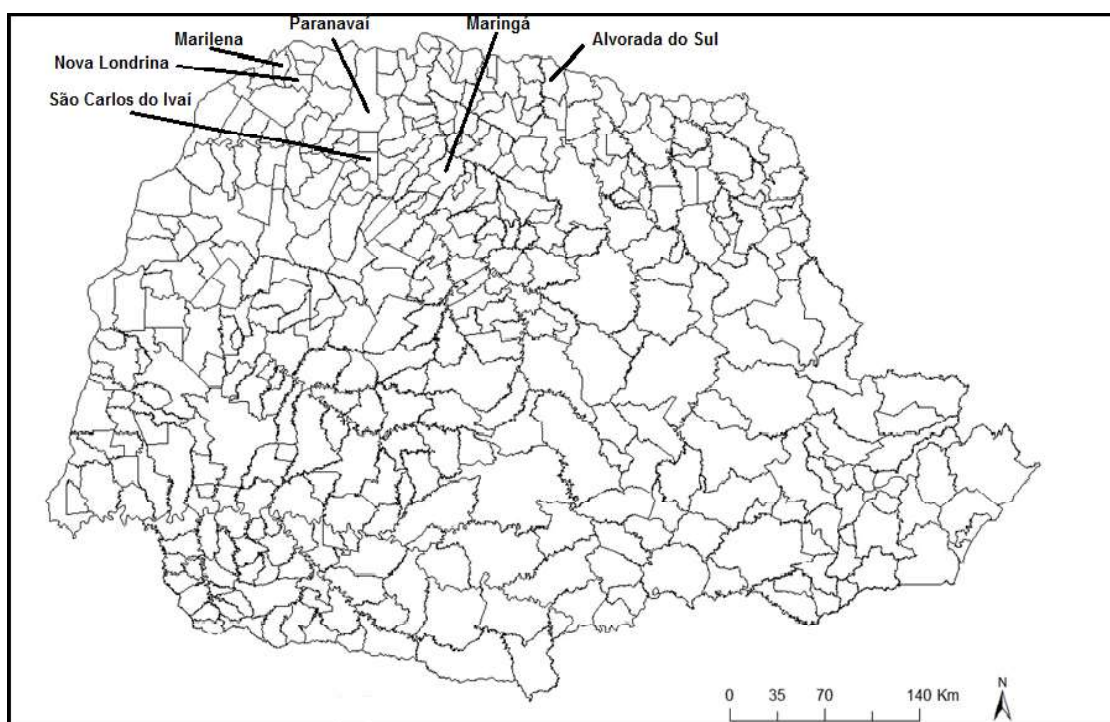 Paranavaí
Maringá
Marilena
Alvorada do Sul
Nova Londrina
São Carlos do Ivaí
N
0 35 70 140 Km